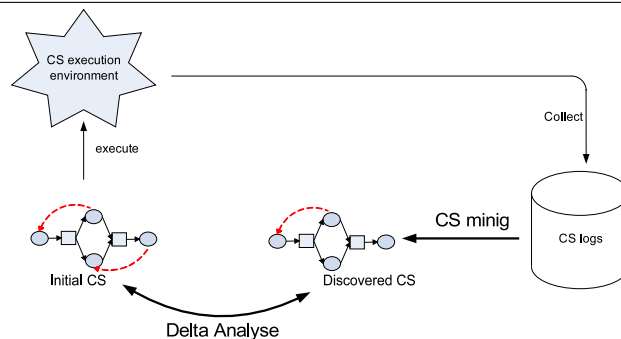 CS execution
environment
Collect
execute
CS minig
CS logs
Initial CS
Discovered CS
Delta Analyse